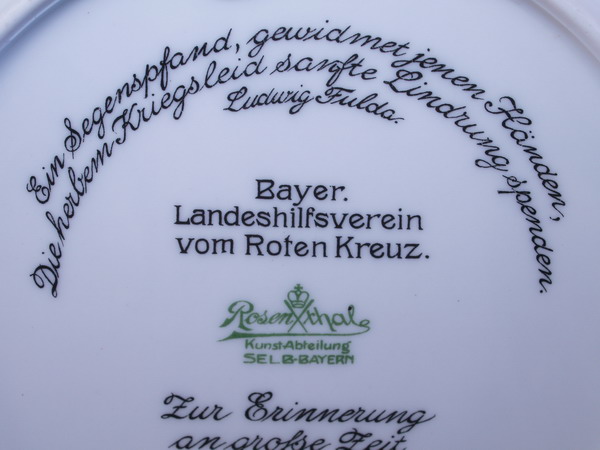 Ein Segenspfand, gewidmet jenen Händen,
Die herbem Kriegsleid sanfte Lindrung spenden.
Ludwig Fulda.
Bayer.
Landeshilfsverein
vom Roten Kreuz.
Rosenthal
Kunst-Abteilung
SELB-BAYERN
Zur Erinnerung
an große Zeit